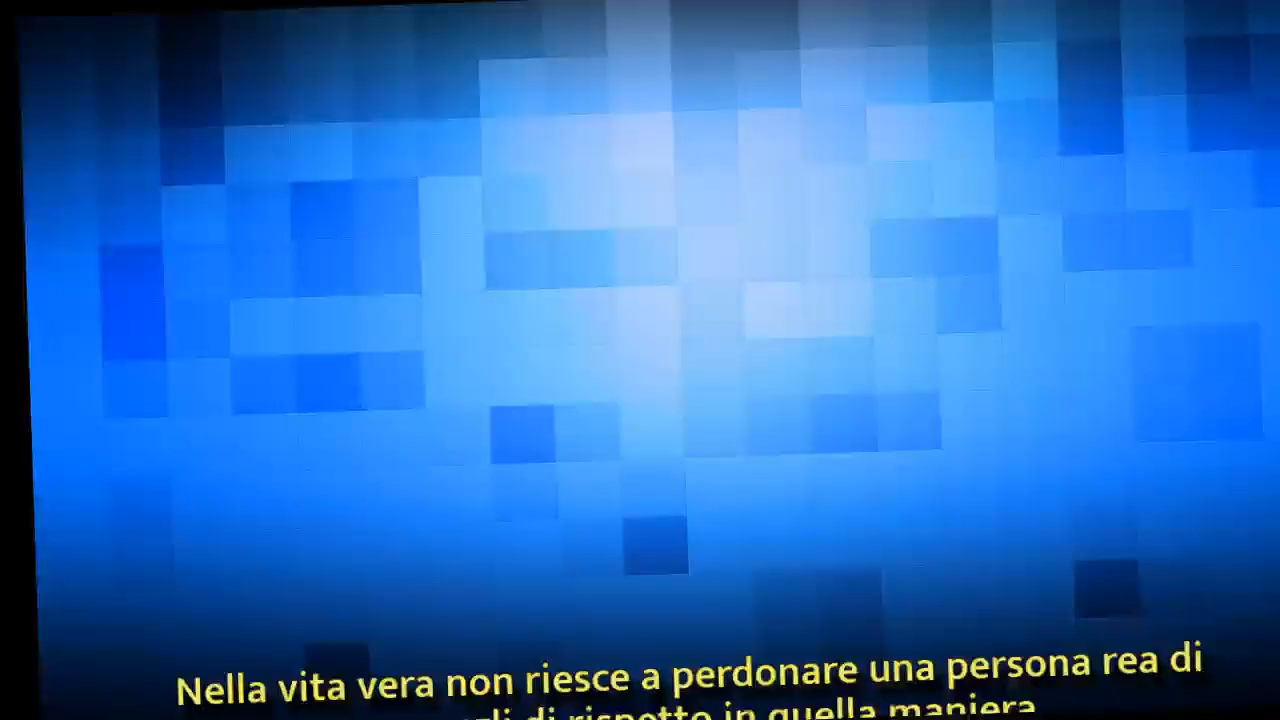 Nella vita vera non riesce a perdonare una persona rea di
di rispetto in quella maniera